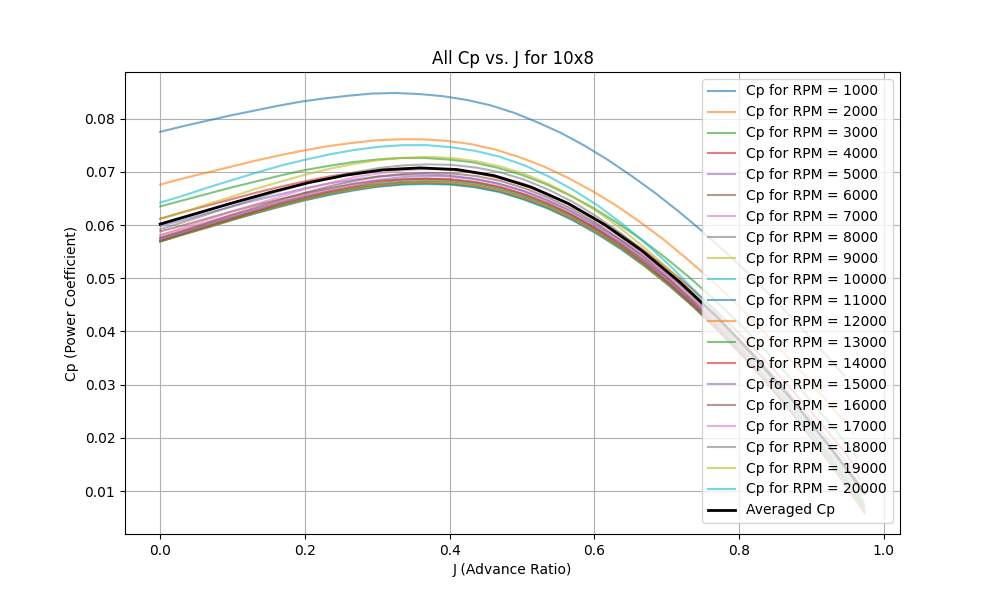 All Cp vs. J for 10x8
Cp (Power Coefficient)
0.08
0.07
0.06
0.05
0.04
0.03
0.02
0.01
0.0
0.2
0.4
0.6
0.8
1.0
J (Advance Ratio)
Cp for RPM = 1000
Cp for RPM = 2000
Cp for RPM = 3000
Cp for RPM = 4000
Cp for RPM = 5000
Cp for RPM = 6000
Cp for RPM = 7000
Cp for RPM = 8000
Cp for RPM = 9000
Cp for RPM = 10000
Cp for RPM = 11000
Cp for RPM = 12000
Cp for RPM = 13000
Cp for RPM = 14000
Cp for RPM = 15000
Cp for RPM = 16000
Cp for RPM = 17000
Cp for RPM = 18000
Cp for RPM = 19000
Cp for RPM = 20000
Averaged Cp